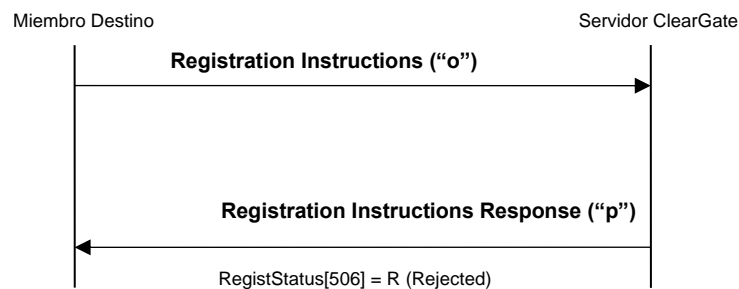 Miembro Destino
Servidor ClearGate
Registration Instructions (“o”)
Registration Instructions Response (“p”)
RegistStatus[506] = R (Rejected)